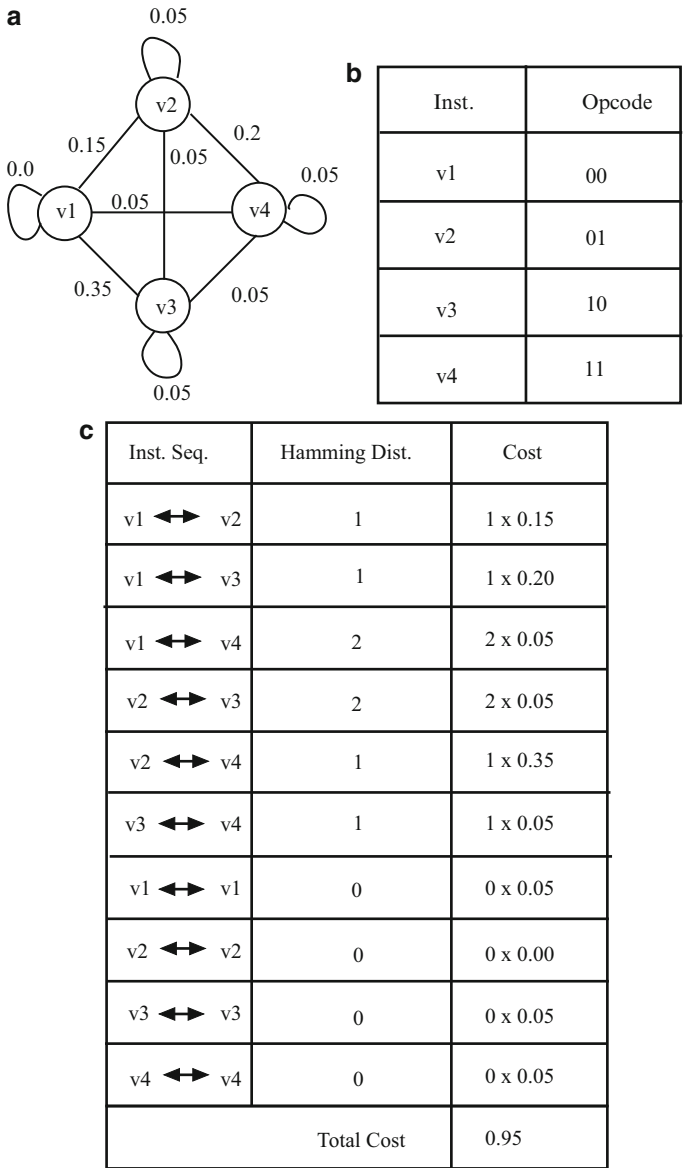 a
0.05
v2
0.15
0.2
0.0
0.05
0.05
v1
0.05
v4
0.35
v3
0.05
0.05
b
Inst. Opcode
v1 00
v2 01
v3 10
v4 11
c
Inst. Seq. Hamming Dist. Cost
v1 ↔ v2 1 1 x 0.15
v1 ↔ v3 1 1 x 0.20
v1 ↔ v4 2 2 x 0.05
v2 ↔ v3 2 2 x 0.05
v2 ↔ v4 1 1 x 0.35
v3 ↔ v4 1 1 x 0.05
v1 ↔ v1 0 0 x 0.05
v2 ↔ v2 0 0 x 0.00
v3 ↔ v3 0 0 x 0.05
v4 ↔ v4 0 0 x 0.05
Total Cost 0.95